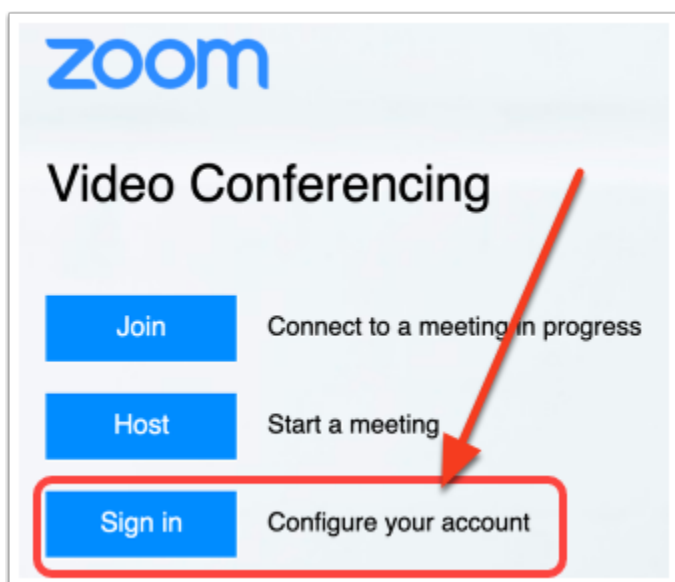 zoom
Video Conferencing
Join Connect to a meeting in progress
Host Start a meeting
Sign in Configure your account